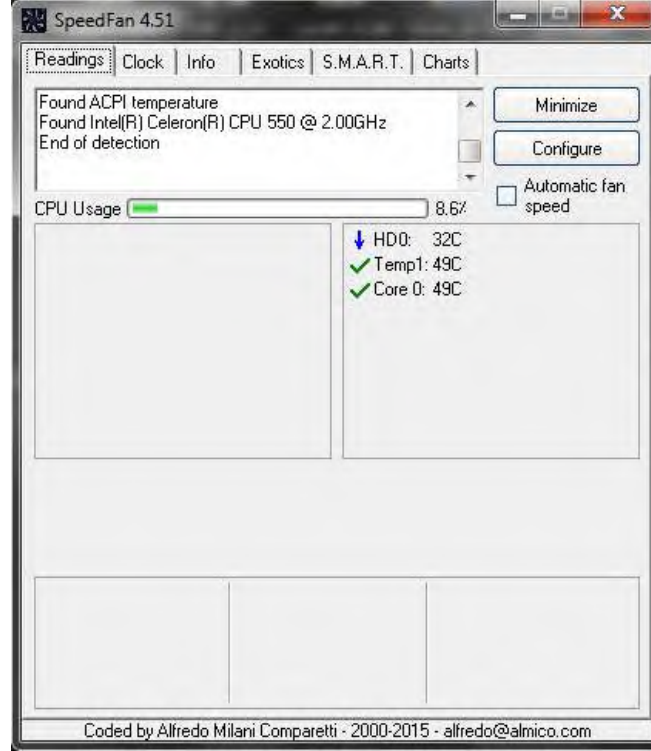 SpeedFan 4.51
Readings Clock Info Exotics S.M.A.R.T. Charts
Found ACPI temperature
Found Intel(R) Celeron(R) CPU 550 @ 2.00GHz
End of detection
Minimize
Configure
Automatic fan
speed
CPU Usage 8.6%
HD0: 32C
Temp1: 49C
Core 0: 49C
Coded by Alfredo Milani Comparetti - 2000-2015 - alfredo@almico.com